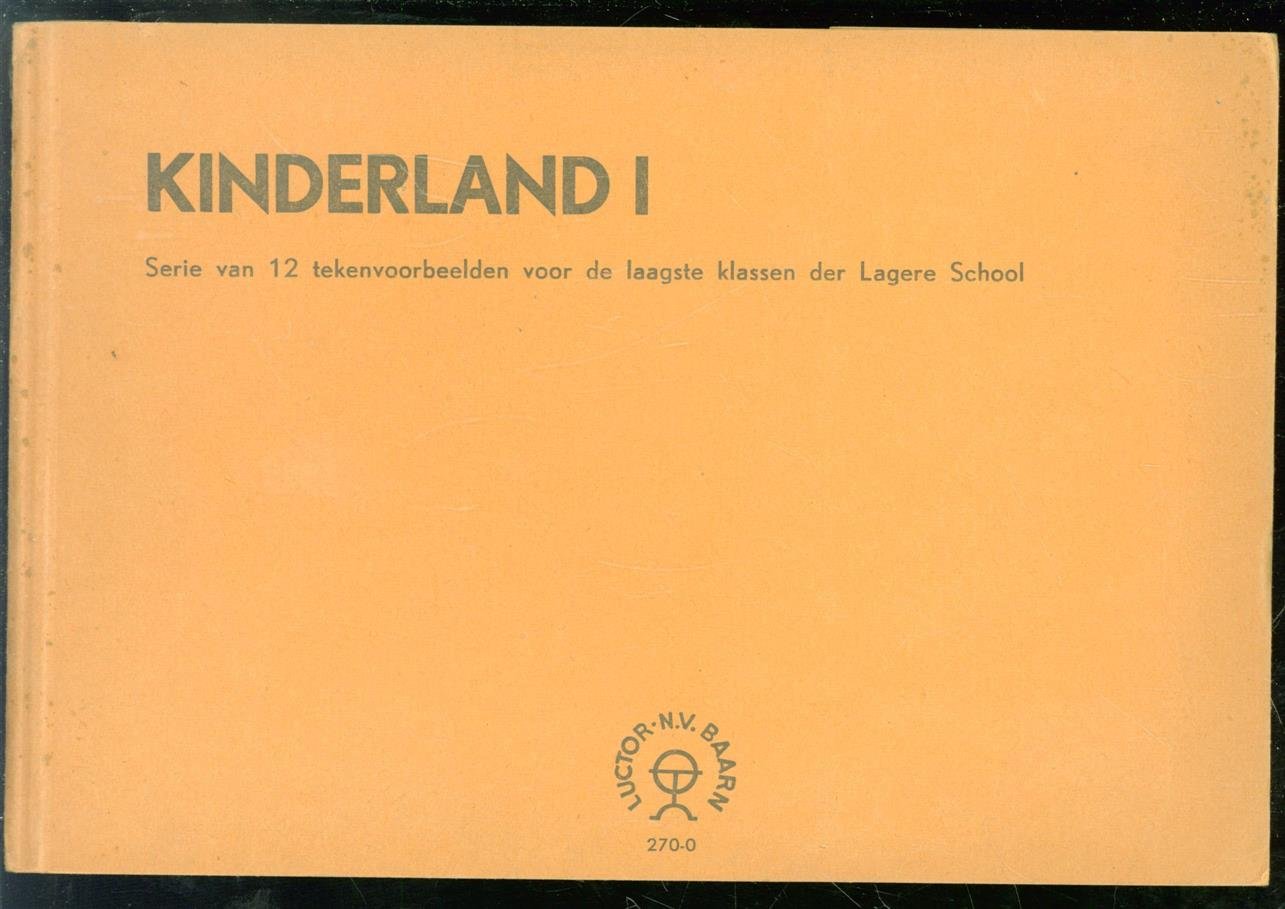 KINDERLAND I
Serie van 12 tekenvoorbeelden voor de laagste klassen der Lagere School
LUCTOR·N.V. BAARN
270-0